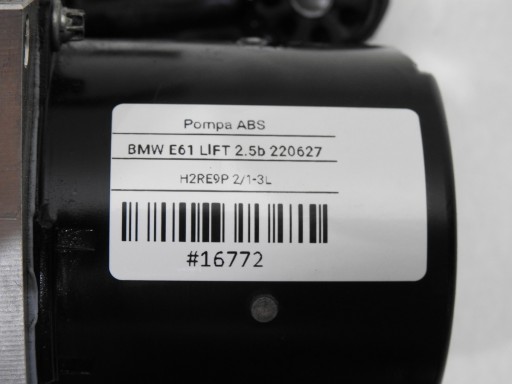 Pompa ABS
BMW E61 LIFT 2.5b 220627
H2RE9P 2/1-3L
#16772